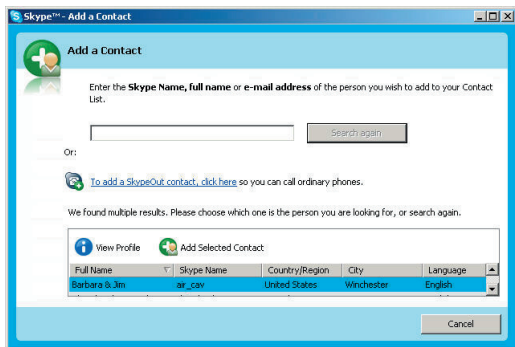 Skype™ - Add a Contact
Add a Contact
Enter the Skype Name, full name or e-mail address of the person you wish to add to your Contact
List.
Search again
Or:
To add a SkypeOut contact, click here so you can call ordinary phones.
We found multiple results. Please choose which one is the person you are looking for, or search again.
View Profile Add Selected Contact
Full Name Skype Name Country/Region City Language
Barbara & Jim air_cav United States Winchester English
Cancel